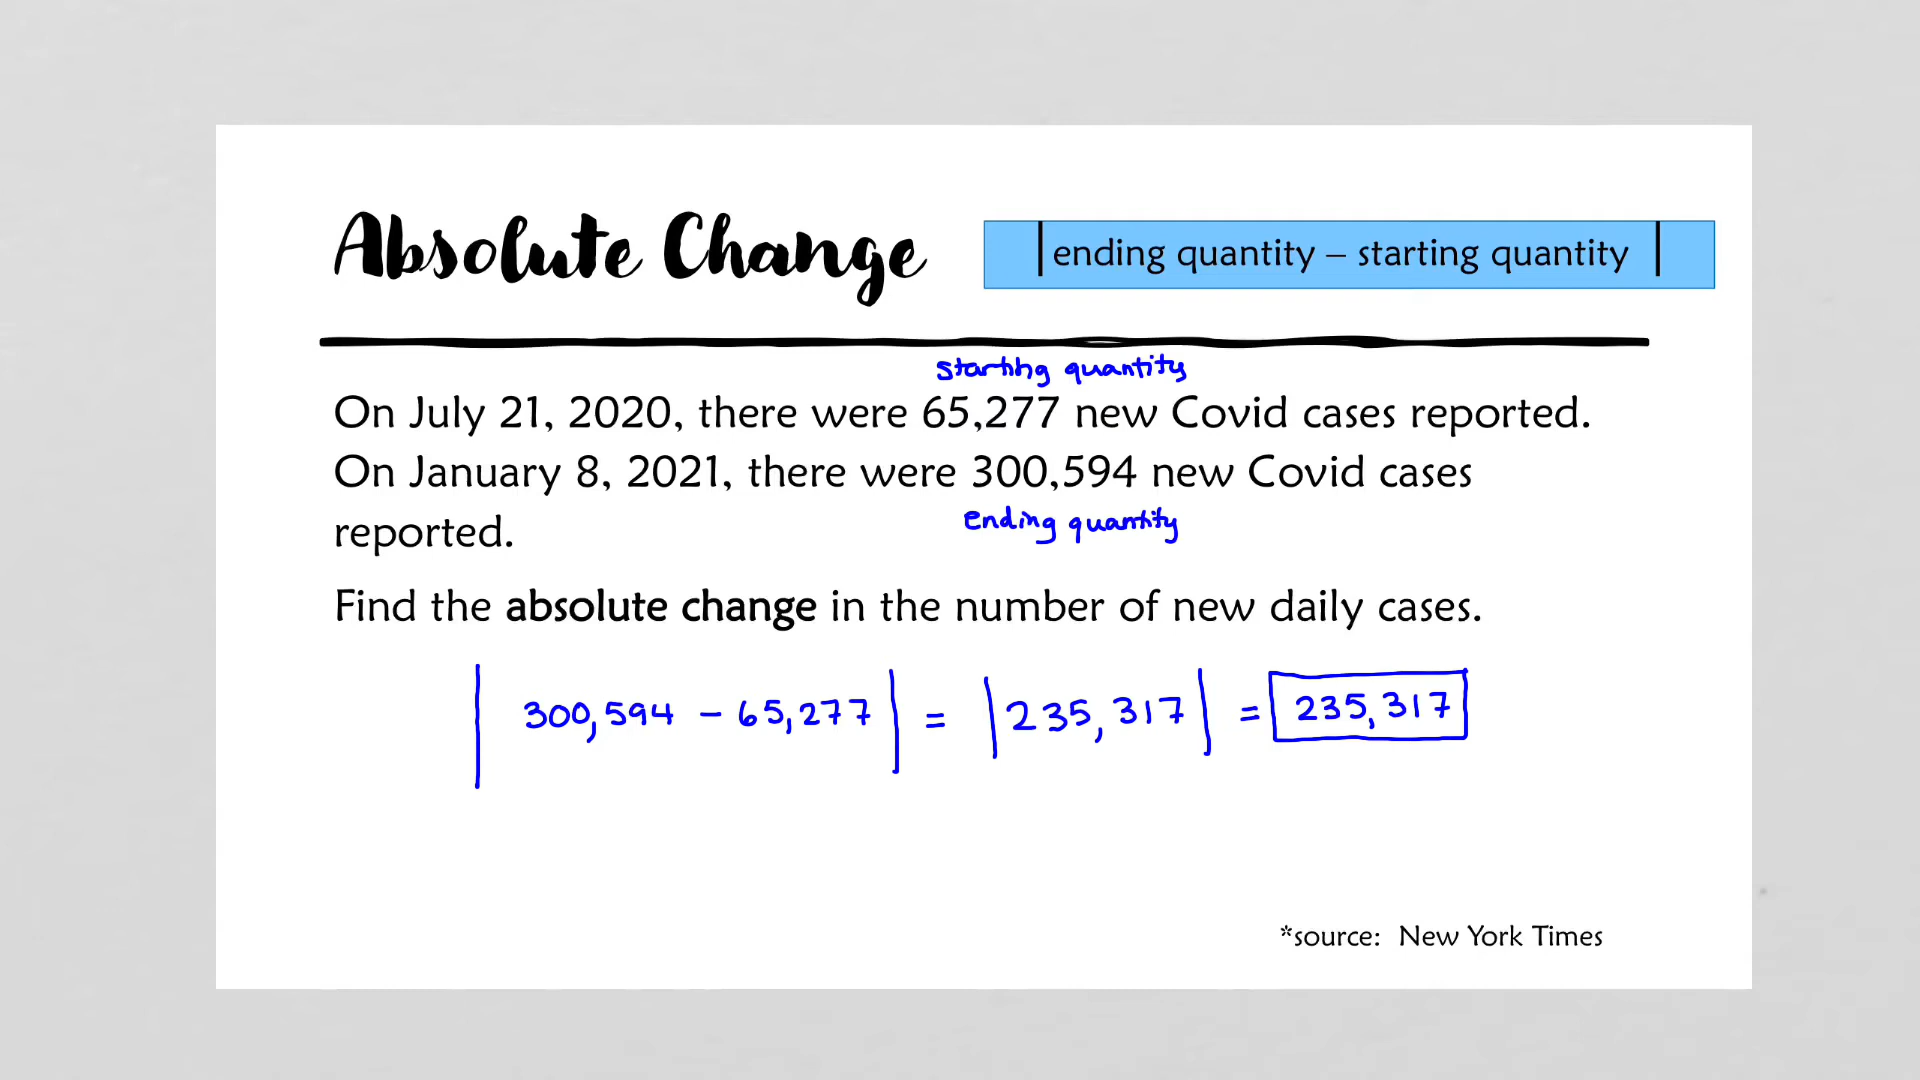 Absolute Change
|ending quantity – starting quantity|
starting quantity
On July 21, 2020, there were 65,277 new Covid cases reported.
On January 8, 2021, there were 300,594 new Covid cases
reported.
ending quantity
Find the absolute change in the number of new daily cases.
|300,594 - 65,277| = |235,317| = 235,317
*source: New York Times